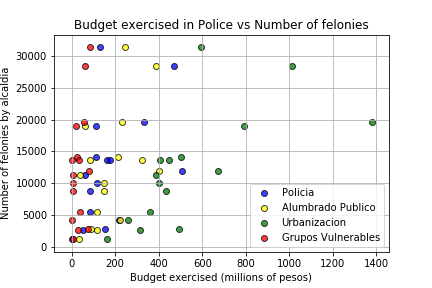 Budget exercised in Police vs Number of felonies
Number of felonies by alcaldia
30000
25000
20000
15000
10000
5000
0
Policia
Alumbrado Publico
Urbanizacion
Grupos Vulnerables
0
200
400
600
800
1000
1200
1400
Budget exercised (millions of pesos)